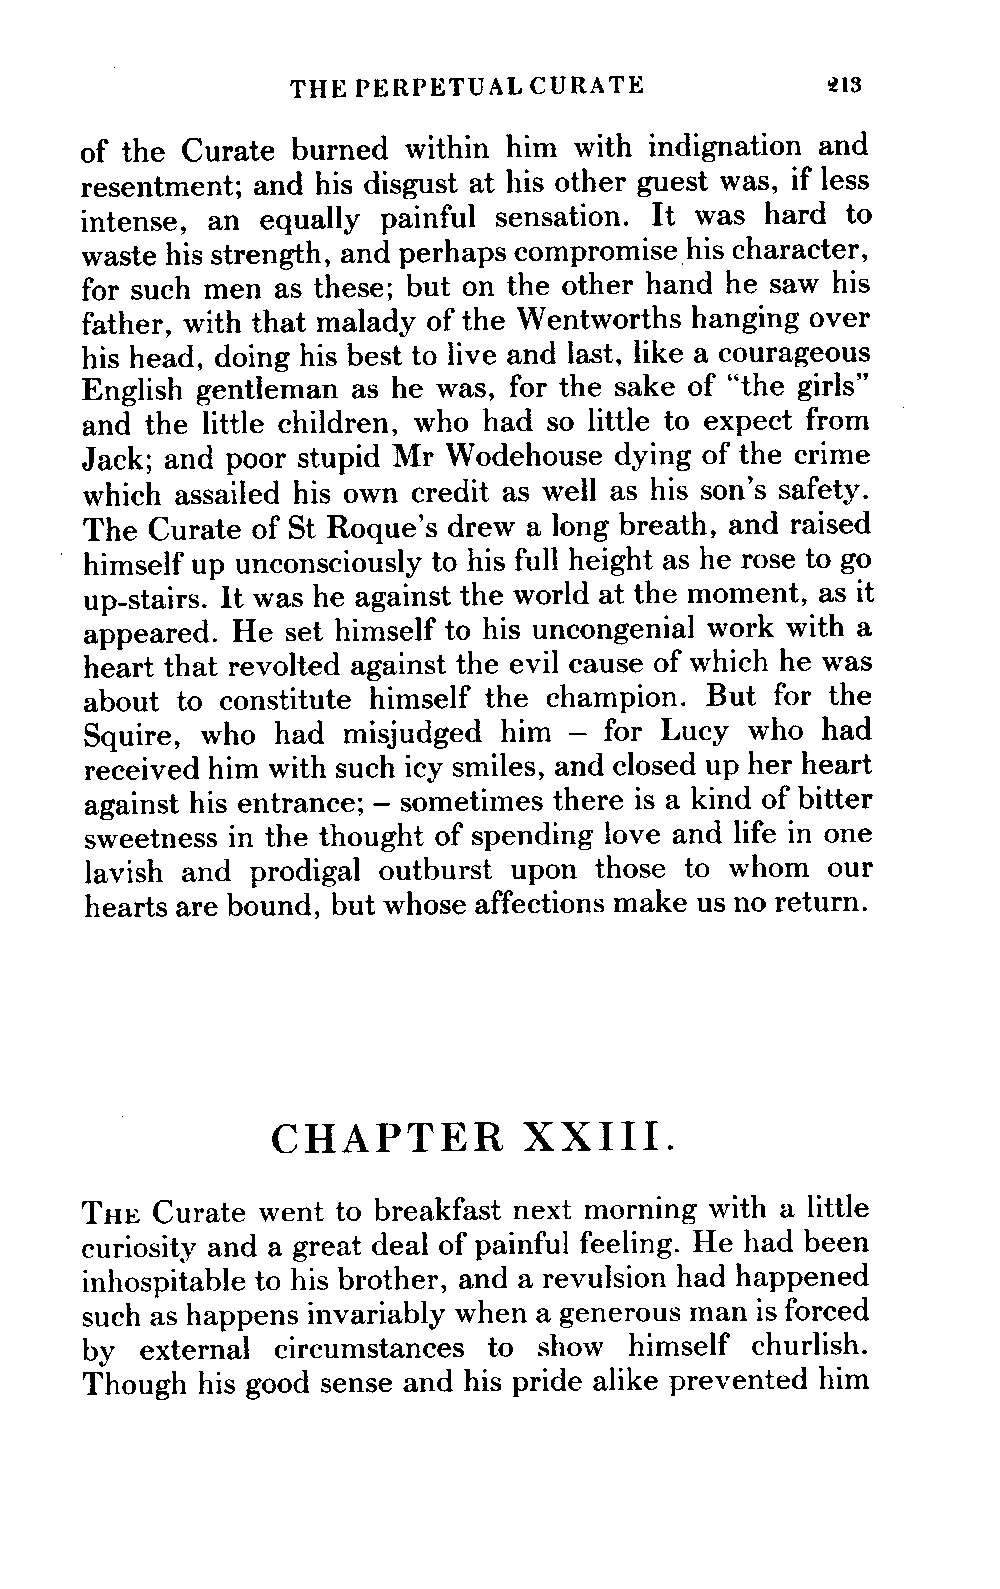 THE PERPETUAL CURATE 213
of the Curate burned within him with indignation and
resentment; and his disgust at his other guest was, if less
intense, an equally painful sensation. It was hard to
waste his strength, and perhaps compromise his character,
for such men as these; but on the other hand he saw his
father, with that malady of the Wentworths hanging over
his head, doing his best to live and last, like a courageous
English gentleman as he was, for the sake of “the girls”
and the little children, who had so little to expect from
Jack; and poor stupid Mr Wodehouse dying of the crime
which assailed his own credit as well as his son’s safety.
The Curate of St Roque’s drew a long breath, and raised
himself up unconsciously to his full height as he rose to go
up-stairs. It was he against the world at the moment, as it
appeared. He set himself to his uncongenial work with a
heart that revolted against the evil cause of which he was
about to constitute himself the champion. But for the
Squire, who had misjudged him – for Lucy who had
received him with such icy smiles, and closed up her heart
against his entrance; – sometimes there is a kind of bitter
sweetness in the thought of spending love and life in one
lavish and prodigal outburst upon those to whom our
hearts are bound, but whose affections make us no return.
CHAPTER XXIII.
THE Curate went to breakfast next morning with a little
curiosity and a great deal of painful feeling. He had been
inhospitable to his brother, and a revulsion had happened
such as happens invariably when a generous man is forced
by external circumstances to show himself churlish.
Though his good sense and his pride alike prevented him